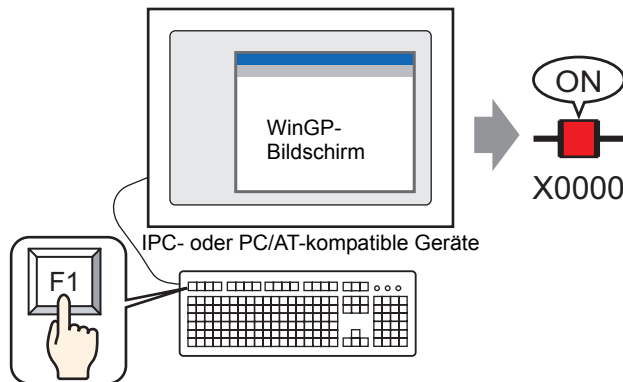 WinGP-
Bildschirm
ON
X0000
IPC- oder PC/AT-kompatible Geräte
F1